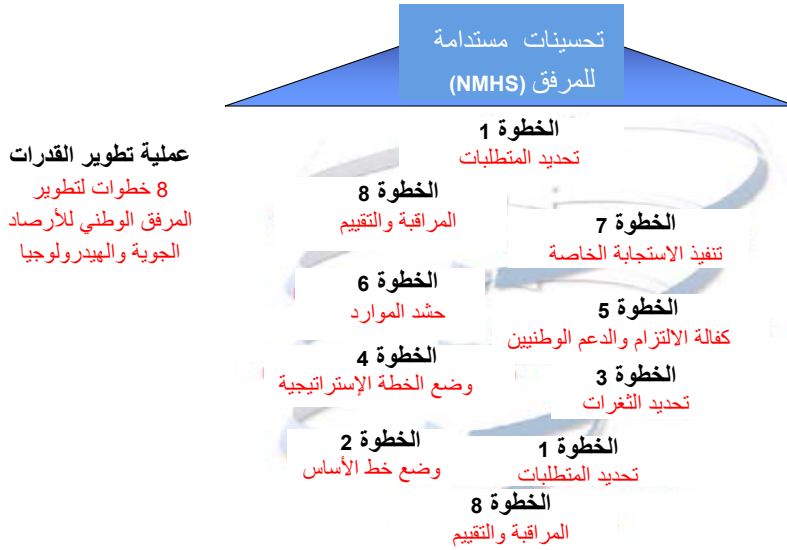 تحسينات مستدامة
للمرفق (NMHS)
الخطوة 1
تحديد المتطلبات
عملية تطوير القدرات
8 خطوات لتطوير
المرفق الوطني للأرصاد
الجوية والهيدرولوجيا
الخطوة 8
المراقبة والتقييم
الخطوة 7
تنفيذ الاستجابة الخاصة
الخطوة 6
حشد الموارد
الخطوة 5
كفالة الالتزام والدعم الوطنيين
الخطوة 4
وضع الخطة الإستراتيجية
الخطوة 3
تحديد الثغرات
الخطوة 2
وضع خط الأساس
الخطوة 1
تحديد المتطلبات
الخطوة 8
المراقبة والتقييم